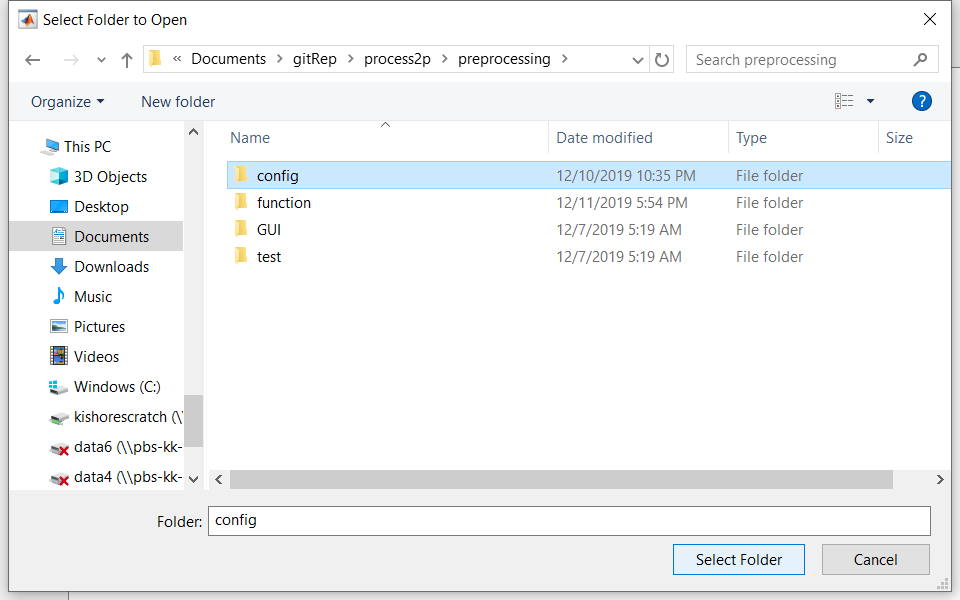 Select Folder to Open
« Documents > gitRep > process2p > preprocessing >
Search preprocessing
Organize
New folder
?
Name
Date modified
Type
Size
This PC
3D Objects
Desktop
Documents
Downloads
Music
Pictures
Videos
Windows (C:)
kishorescratch (\\
data6 (\\pbs-kk-
data4 (\\pbs-kk-
config 12/10/2019 10:35 PM File folder
function 12/11/2019 5:54 PM File folder
GUI 12/7/2019 5:19 AM File folder
test 12/7/2019 5:19 AM File folder
Folder: config
Select Folder
Cancel